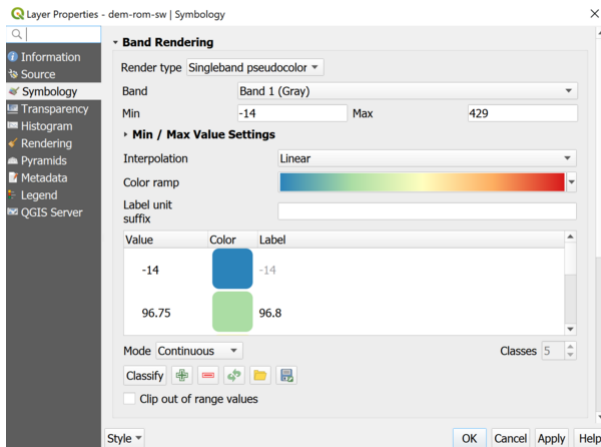 Layer Properties - dem-rom-sw | Symbology
Information
Source
Symbology
Transparency
Histogram
Rendering
Pyramids
Metadata
Legend
QGIS Server
Band Rendering
Render type Singleband pseudocolor
Band Band 1 (Gray)
Min -14 Max 429
Min / Max Value Settings
Interpolation Linear
Color ramp
Label unit
suffix
Value Color Label
-14 -14
96.75 96.8
Mode Continuous Classes 5
Classify
Clip out of range values
Style OK Cancel Apply Help